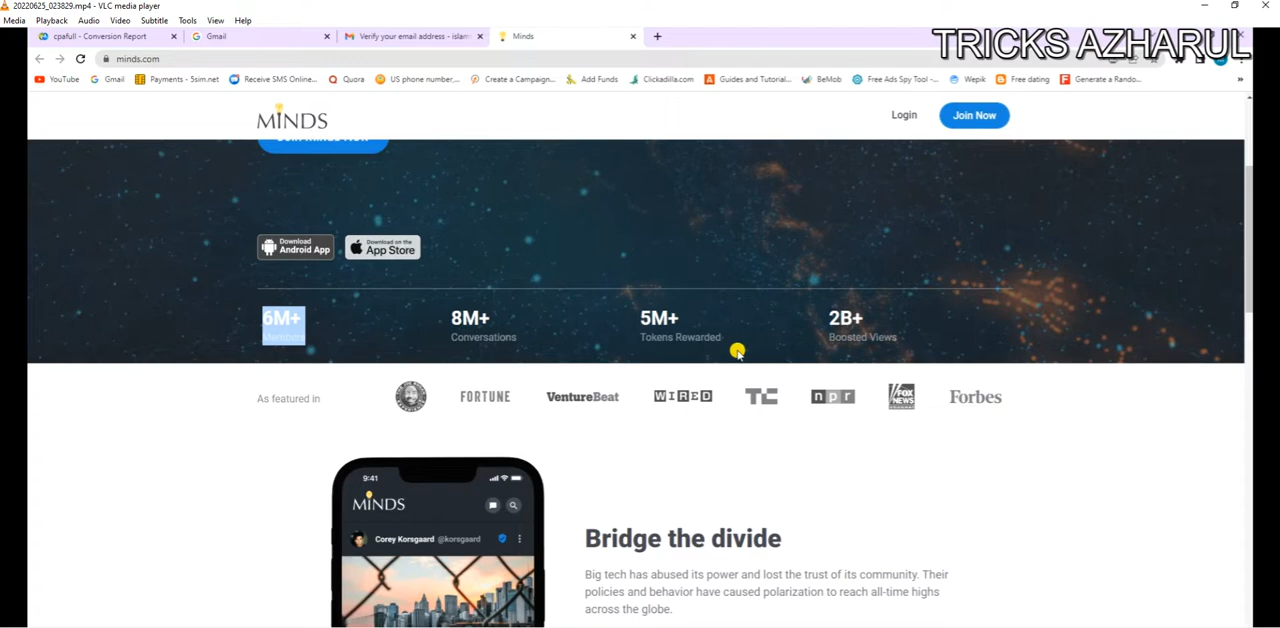 20220625_023829.mp4 - VLC media player
Media Playback Audio Video Subtitle Tools View Help
cpafull - Conversion Report
Gmail
Verify your email address - islam
Minds
TRICKS AZHARUL
minds.com
YouTube
Gmail
Payments - 5sim.net
Receive SMS Online...
Quora
US phone number,...
Create a Campaign...
Add Funds
Clickadilla.com
Guides and Tutorial...
BeMob
Free Ads Spy Tool -...
Wepik
Free dating
Generate a Rando...
MINDS
Login
Join Now
Download
Android App
Download on the
App Store
6M+
Members
8M+
Conversations
5M+
Tokens Rewarded
2B+
Boosted Views
As featured in
FORTUNE
VentureBeat
WIRED
TC
npr
FOX
NEWS
Forbes
9:41
MINDS
Corey Korsgaard @korsgaard
Bridge the divide
Big tech has abused its power and lost the trust of its community. Their
policies and behavior have caused polarization to reach all-time highs
across the globe.